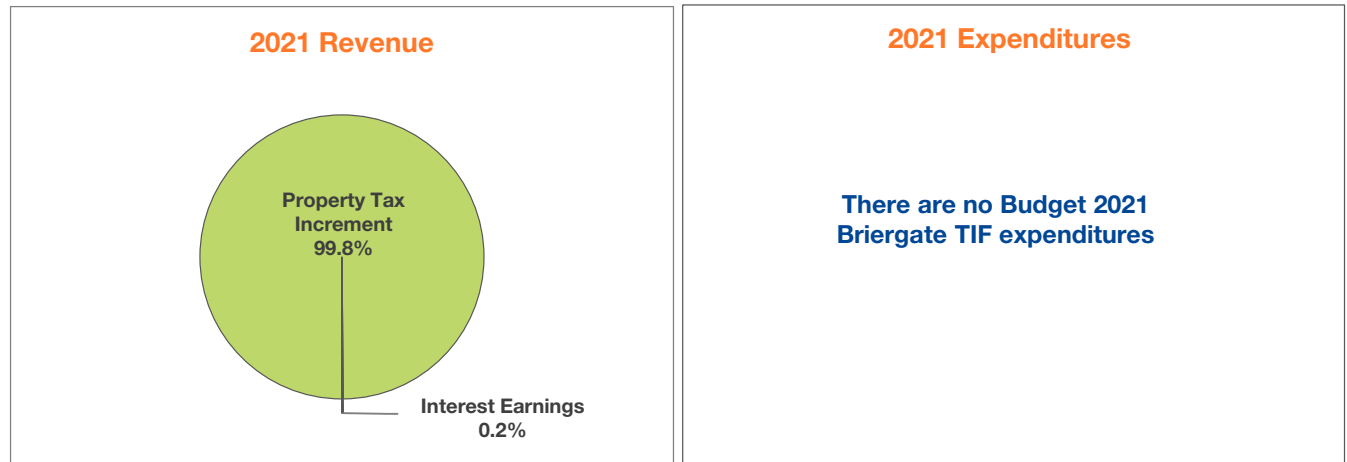 2021 Revenue
Property Tax
Increment
99.8%
Interest Earnings
0.2%
2021 Expenditures
There are no Budget 2021
Briergate TIF expenditures